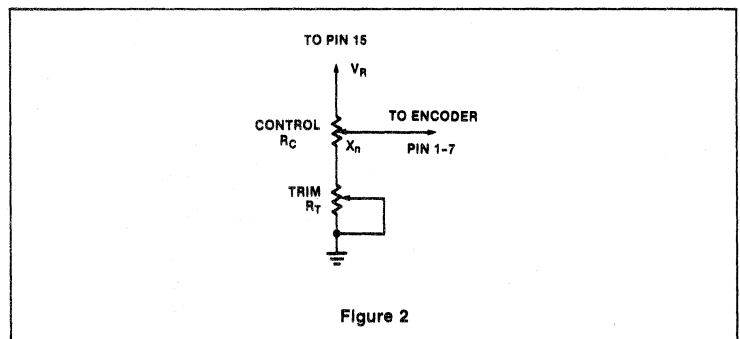 TO PIN 15
V_R
TO ENCODER
CONTROL
R_C
X_n
PIN 1-7
TRIM
R_T
Figure 2